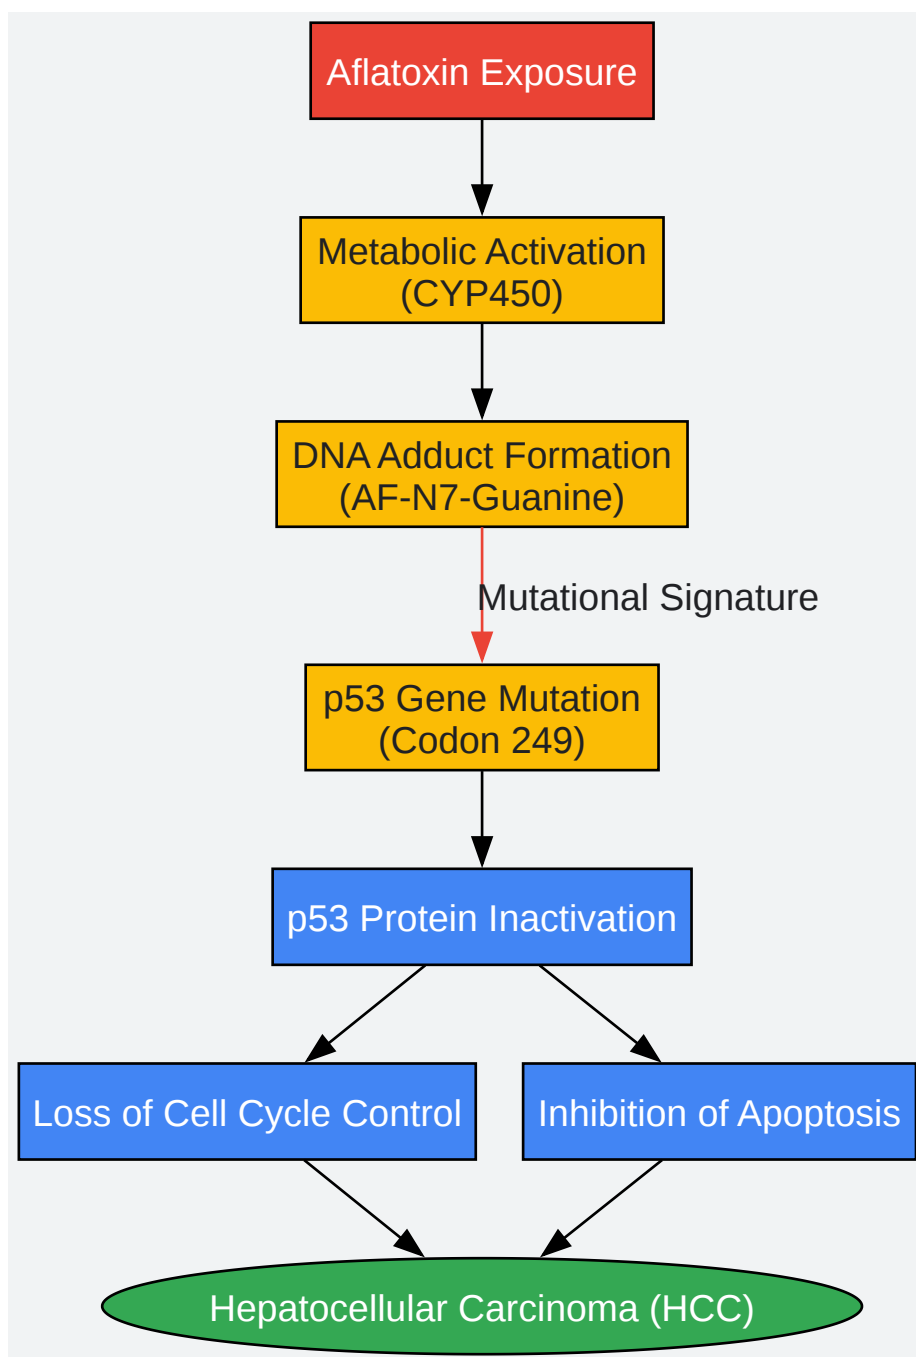 Aflatoxin Exposure
Metabolic Activation
(CYP450)
DNA Adduct Formation
(AF-N7-Guanine)
Mutational Signature
p53 Gene Mutation
(Codon 249)
p53 Protein Inactivation
Loss of Cell Cycle Control
Inhibition of Apoptosis
Hepatocellular Carcinoma (HCC)